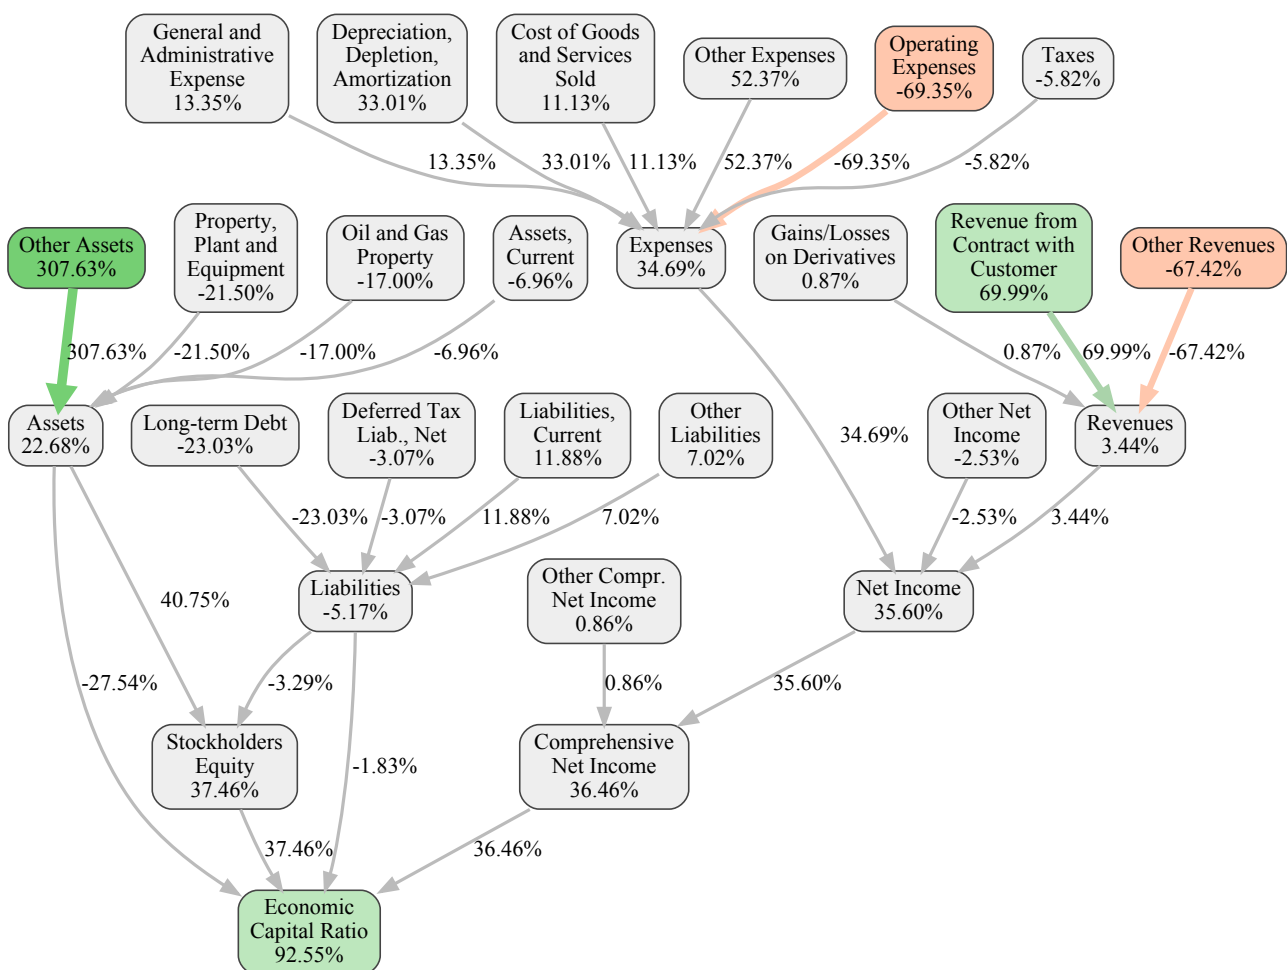 General and
Administrative
Expense
13.35%
Depreciation,
Depletion,
Amortization
33.01%
Cost of Goods
and Services
Sold
11.13%
Other Expenses
52.37%
Operating
Expenses
-69.35%
Taxes
-5.82%
13.35%
33.01%
11.13%
52.37%
-69.35%
-5.82%
Other Assets
307.63%
Property,
Plant and
Equipment
-21.50%
Oil and Gas
Property
-17.00%
Assets,
Current
-6.96%
Expenses
34.69%
Gains/Losses
on Derivatives
0.87%
Revenue from
Contract with
Customer
69.99%
Other Revenues
-67.42%
307.63%
-21.50%
-17.00%
-6.96%
0.87%
69.99%
-67.42%
Assets
22.68%
Long-term Debt
-23.03%
Deferred Tax
Liab., Net
-3.07%
Liabilities,
Current
11.88%
Other
Liabilities
7.02%
34.69%
Other Net
Income
-2.53%
Revenues
3.44%
-23.03%
-3.07%
11.88%
7.02%
-2.53%
3.44%
40.75%
Liabilities
-5.17%
Other Compr.
Net Income
0.86%
Net Income
35.60%
-27.54%
-3.29%
0.86%
35.60%
Stockholders
Equity
37.46%
-1.83%
Comprehensive
Net Income
36.46%
37.46%
36.46%
Economic
Capital Ratio
92.55%